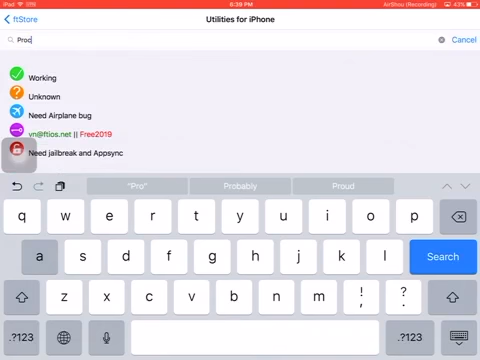 iPad 6:39 PM AirShou (Recording) 43%
ftStore Utilities for iPhone
Proc Cancel
Working
Unknown
Need Airplane bug
vn@ftios.net || Free2019
Need jailbreak and Appsync
"Pro" Probably Proud
q w e r t y u i o p
a s d f g h j k l Search
z x c v b n m ! , ? .
.?123 .?123